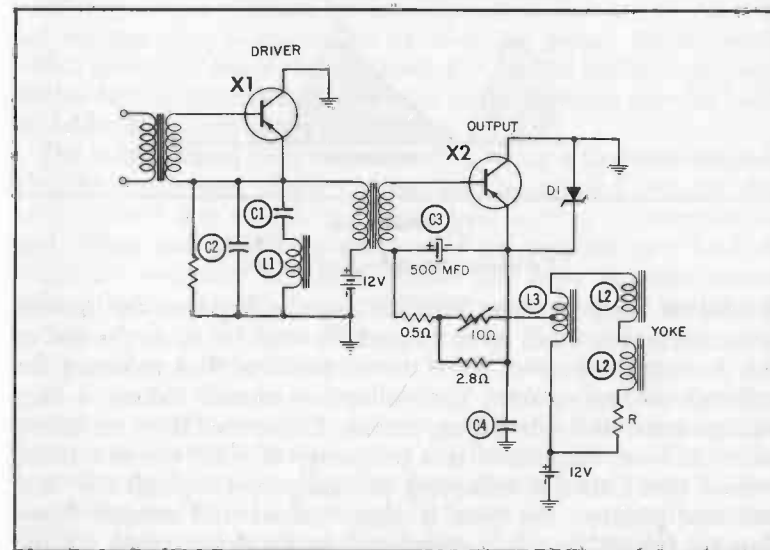 DRIVER
X1
OUTPUT
X2
D1
C1
C2
C3
L1
12V
500 MFD
L3
L2
YOKE
0.5Ω
10Ω
L2
2.8Ω
R
C4
12V